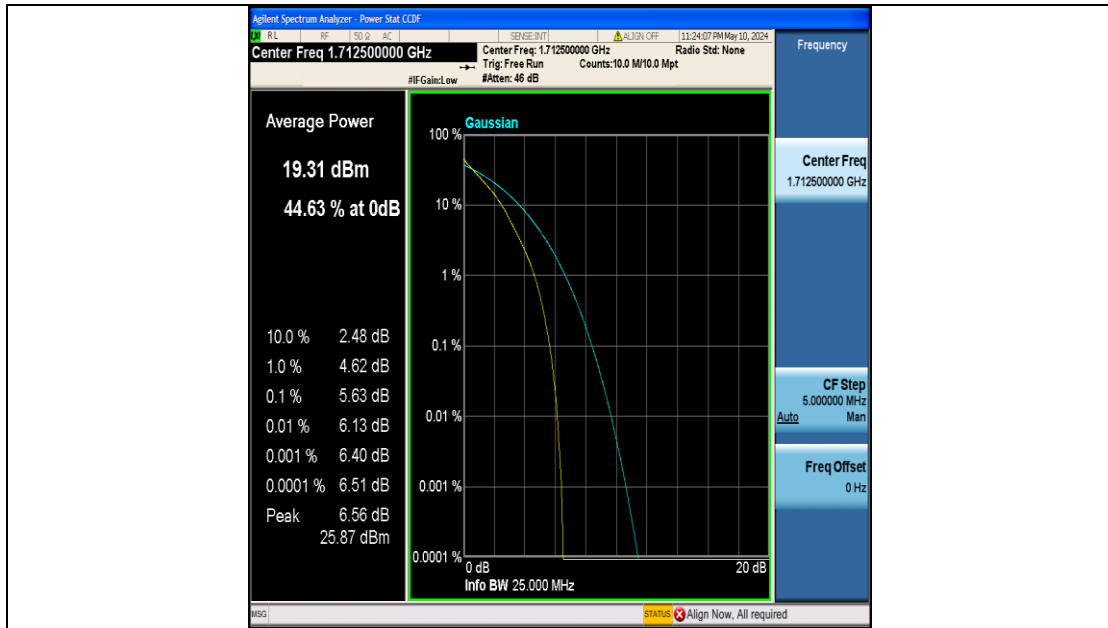 Agilent Spectrum Analyzer - Power Stat CCDF
RL RF 50 Ω AC SENSE:INT ALIGN OFF 11:24:07 PM May 10, 2024
Center Freq 1.712500000 GHz
Center Freq: 1.712500000 GHz Radio Std: None
Trig: Free Run Counts:10.0 M/10.0 Mpt
#IFGain:Low #Atten: 46 dB
Frequency
Average Power
19.31 dBm
44.63 % at 0dB
10.0 % 2.48 dB
1.0 % 4.62 dB
0.1 % 5.63 dB
0.01 % 6.13 dB
0.001 % 6.40 dB
0.0001 % 6.51 dB
Peak 6.56 dB
25.87 dBm
Gaussian
100 %
10 %
1 %
0.1 %
0.01 %
0.001 %
0.0001 %
0 dB 20 dB
Info BW 25.000 MHz
Center Freq
1.712500000 GHz
CF Step
5.000000 MHz
Auto Man
Freq Offset
0 Hz
MSG STATUS Align Now, All required